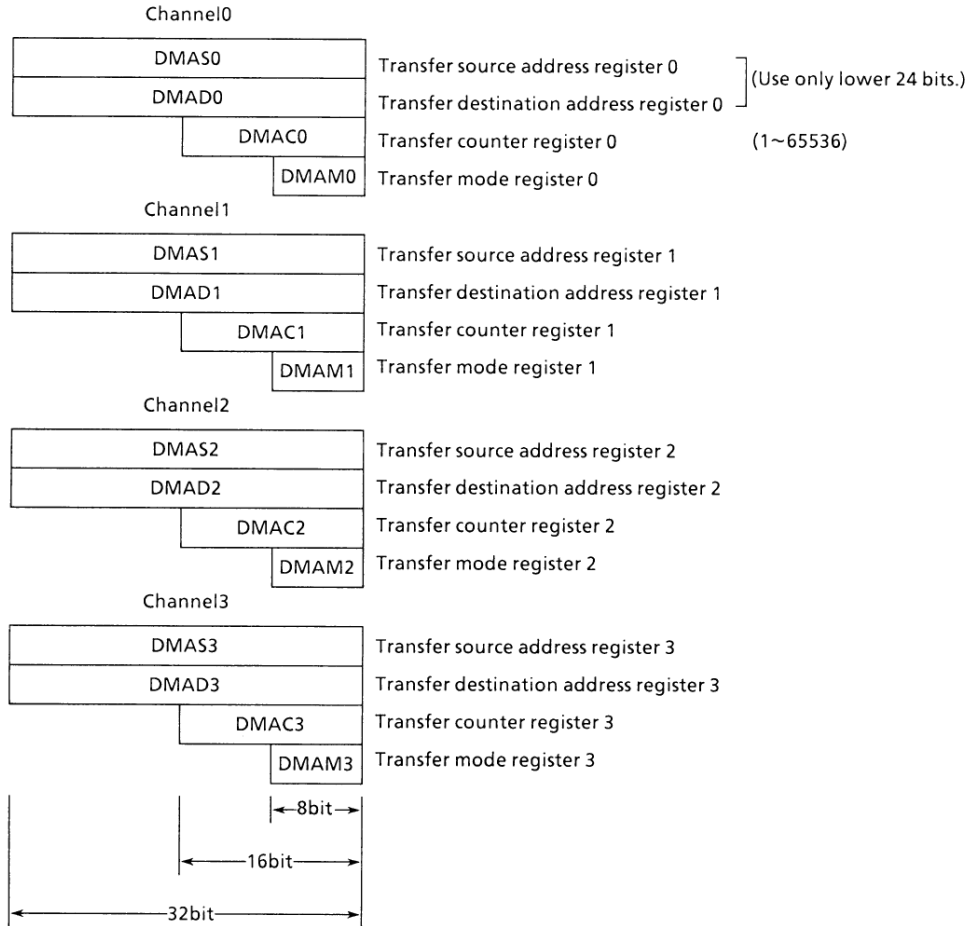 Channel0
DMAS0 Transfer source address register 0
(Use only lower 24 bits.)
DMAD0 Transfer destination address register 0
DMAC0 Transfer counter register 0 (1~65536)
DMAM0 Transfer mode register 0
Channel1
DMAS1 Transfer source address register 1
DMAD1 Transfer destination address register 1
DMAC1 Transfer counter register 1
DMAM1 Transfer mode register 1
Channel2
DMAS2 Transfer source address register 2
DMAD2 Transfer destination address register 2
DMAC2 Transfer counter register 2
DMAM2 Transfer mode register 2
Channel3
DMAS3 Transfer source address register 3
DMAD3 Transfer destination address register 3
DMAC3 Transfer counter register 3
DMAM3 Transfer mode register 3
8bit
16bit
32bit